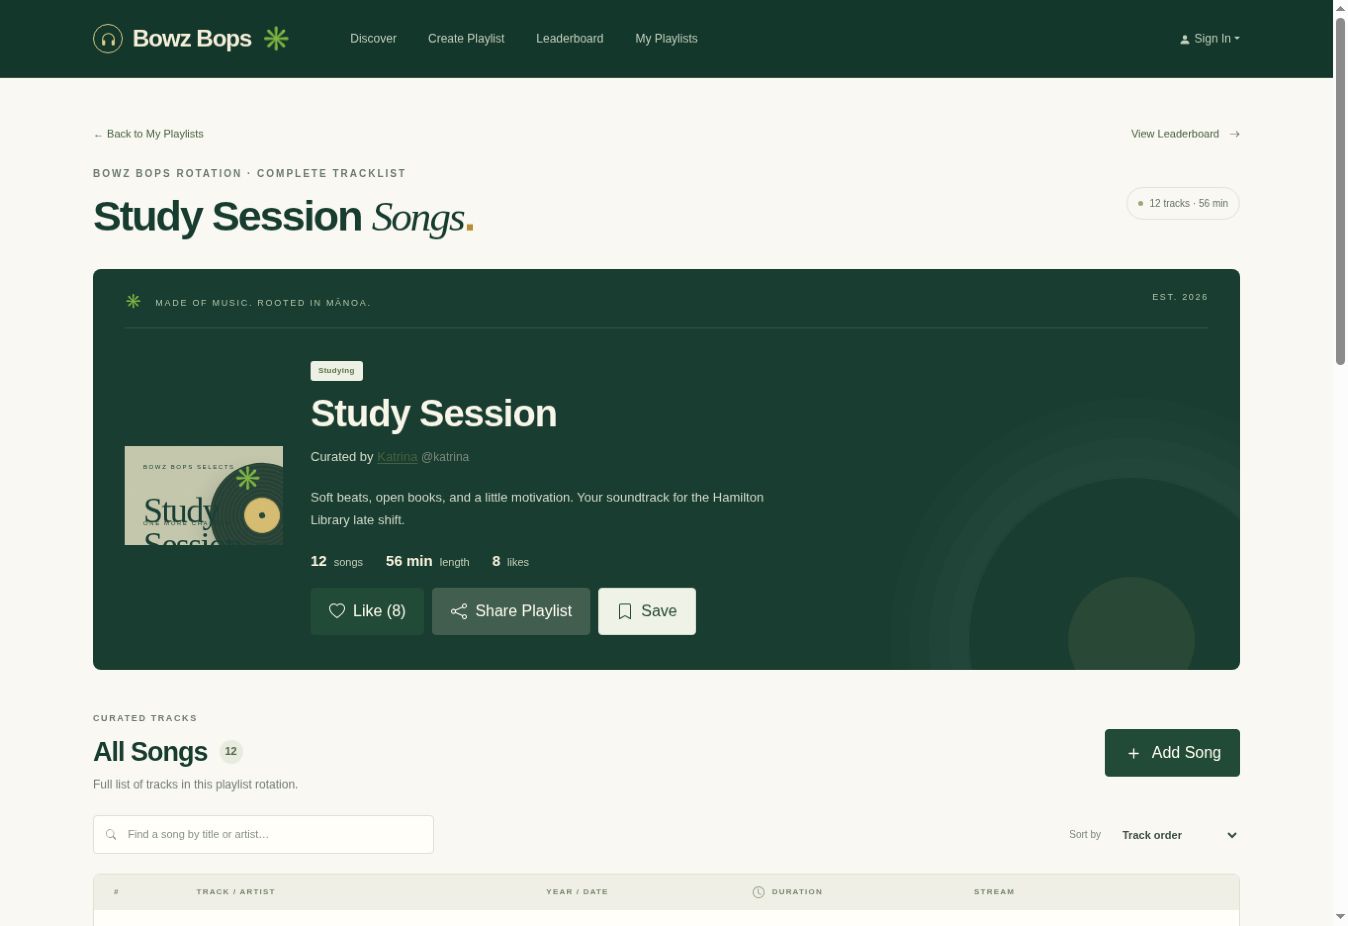 Bowz Bops
Discover
Create Playlist
Leaderboard
My Playlists
Sign In
← Back to My Playlists
View Leaderboard →
BOWZ BOPS ROTATION · COMPLETE TRACKLIST
Study Session Songs.
12 tracks · 56 min
MADE OF MUSIC. ROOTED IN MĀNOA.
EST. 2026
Studying
Study Session
Curated by Katrina @katrina
BOWZ BOPS SELECTS
Study
Session
Soft beats, open books, and a little motivation. Your soundtrack for the Hamilton
Library late shift.
12 songs 56 min length 8 likes
Like (8)
Share Playlist
Save
CURATED TRACKS
All Songs 12
Full list of tracks in this playlist rotation.
+ Add Song
Find a song by title or artist...
Sort by Track order
# TRACK / ARTIST YEAR / DATE DURATION STREAM